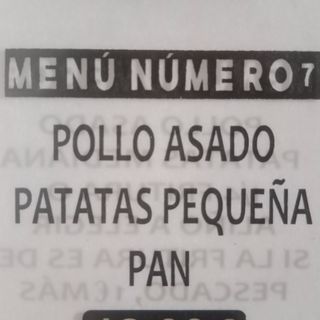 MENÚ NÚMERO 7
POLLO ASADO
PATATAS PEQUEÑA
PAN